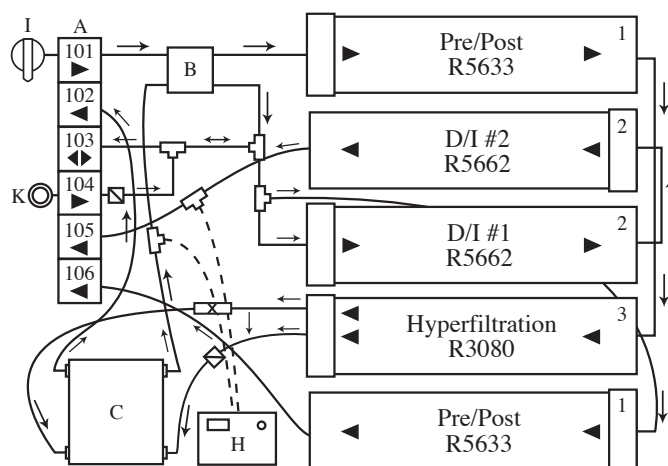 I
A
101
102
103
104
105
106
K
B
Pre/Post
R5633
1
D/I #2
R5662
2
D/I #1
R5662
2
Hyperfiltration
R3080
3
Pre/Post
R5633
1
C
H